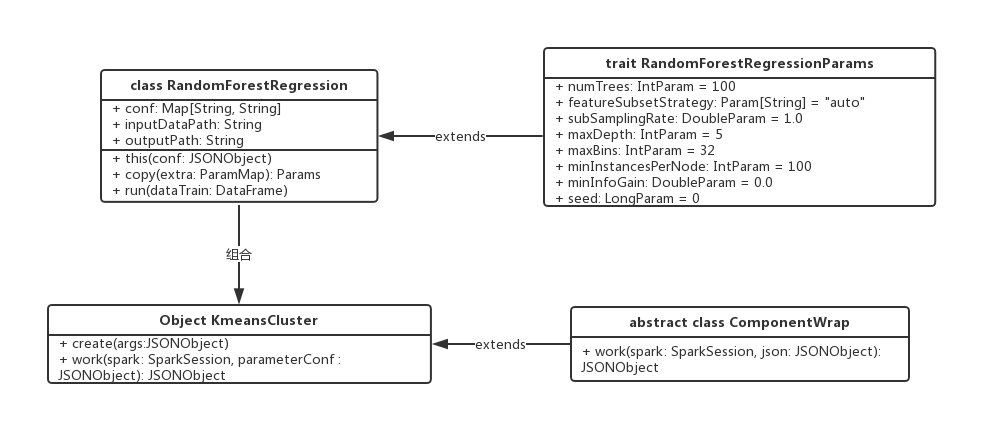 class RandomForestRegression
+ conf: Map[String, String]
+ inputDataPath: String
+ outputPath: String
+ this(conf: JSONObject)
+ copy(extra: ParamMap): Params
+ run(dataTrain: DataFrame)
extends
trait RandomForestRegressionParams
+ numTrees: IntParam = 100
+ featureSubsetStrategy: Param[String] = "auto"
+ subSamplingRate: DoubleParam = 1.0
+ maxDepth: IntParam = 5
+ maxBins: IntParam = 32
+ minInstancesPerNode: IntParam = 100
+ minInfoGain: DoubleParam = 0.0
+ seed: LongParam = 0
组合
Object KmeansCluster
+ create(args:JSONObject)
+ work(spark: SparkSession, parameterConf :
JSONObject): JSONObject
extends
abstract class ComponentWrap
+ work(spark: SparkSession, json: JSONObject):
JSONObject